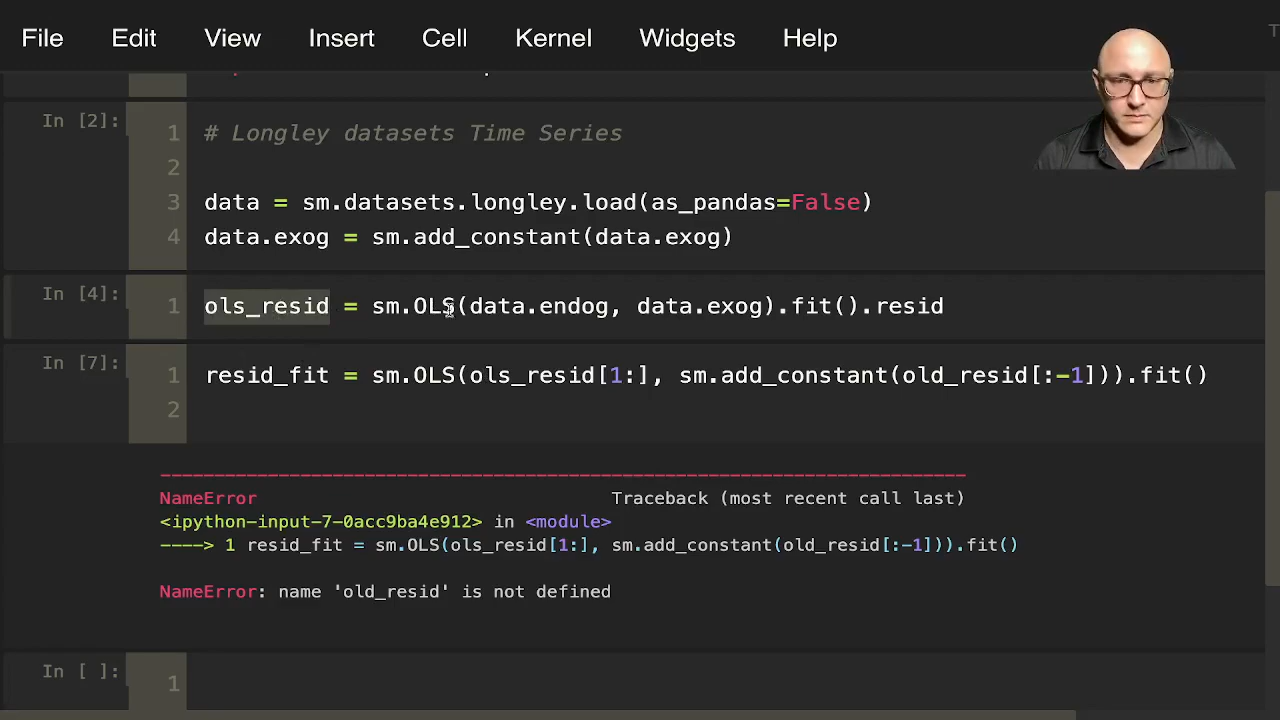 File Edit View Insert Cell Kernel Widgets Help
In [2]:
1 # Longley datasets Time Series
2
3 data = sm.datasets.longley.load(as_pandas=False)
4 data.exog = sm.add_constant(data.exog)
In [4]:
1 ols_resid = sm.OLS(data.endog, data.exog).fit().resid
In [7]:
1 resid_fit = sm.OLS(ols_resid[1:], sm.add_constant(old_resid[:-1])).fit()
2
NameError Traceback (most recent call last)
<ipython-input-7-0acc9ba4e912> in <module>
----> 1 resid_fit = sm.OLS(ols_resid[1:], sm.add_constant(old_resid[:-1])).fit()
NameError: name 'old_resid' is not defined
In [ ]:
1